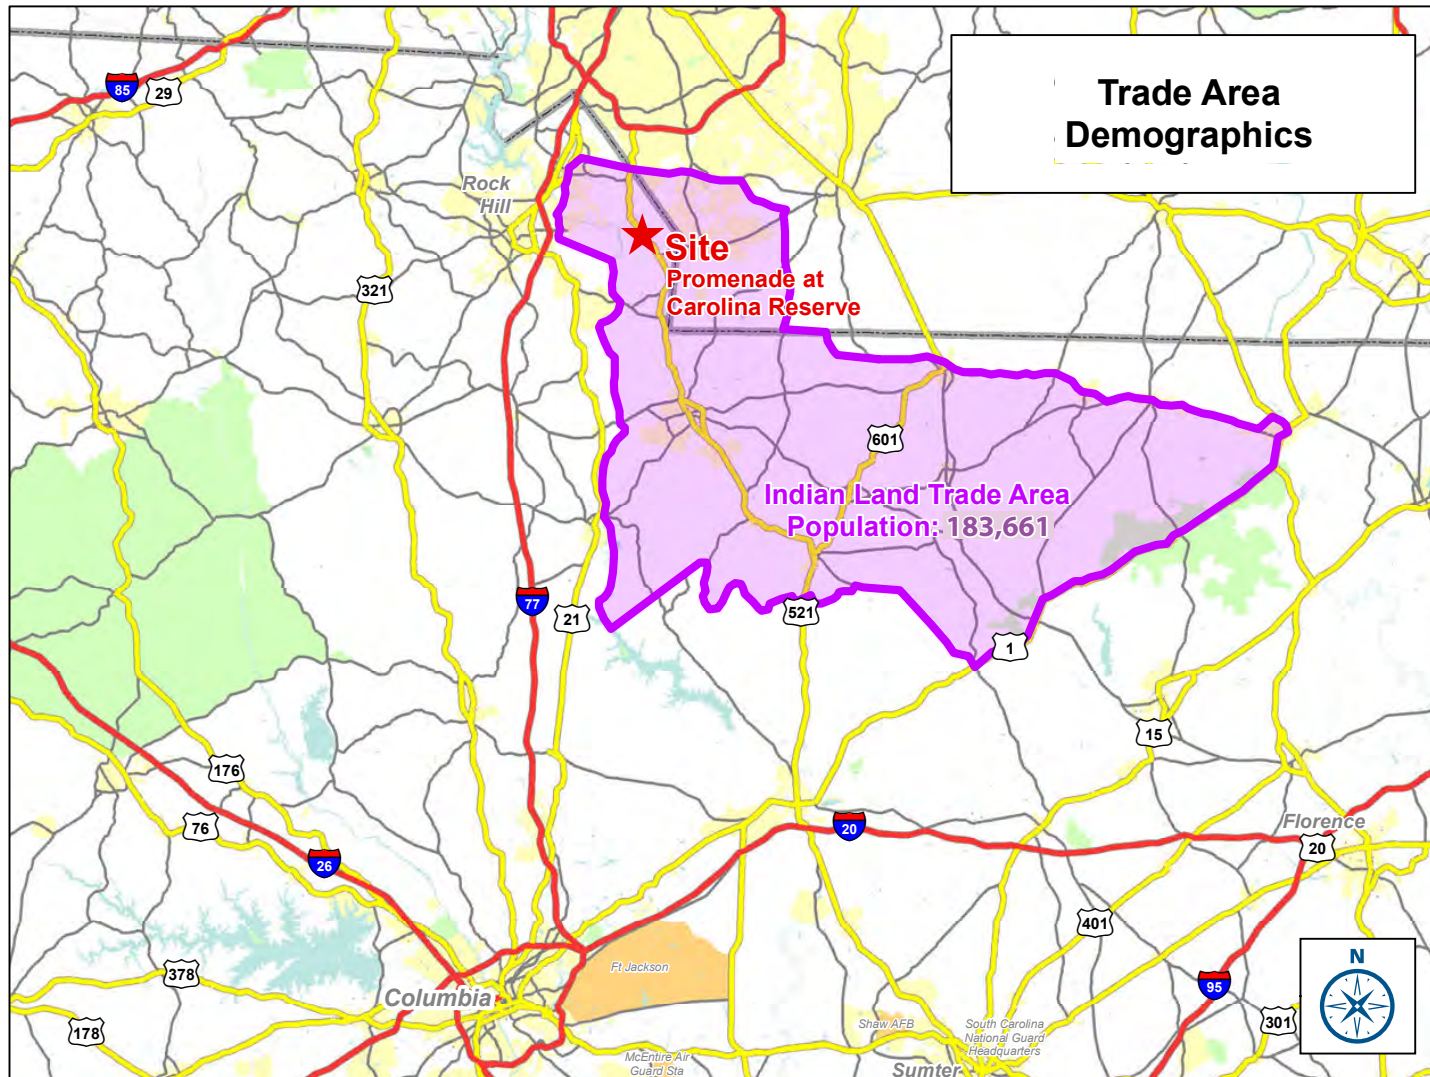 Trade Area
Demographics
85
29
Rock
Hill
Site
Promenade at
Carolina Reserve
321
601
Indian Land Trade Area
Population: 183,661
77
21
521
1
15
176
76
26
20
Florence
20
401
378
Ft Jackson
Columbia
178
95
301
N
Shaw AFB
South Carolina
National Guard
Headquarters
McEntire Air
Guard Sta
Sumter